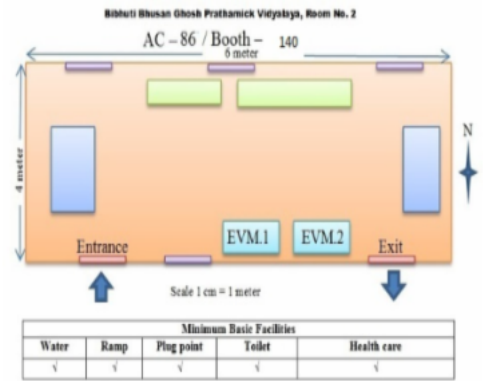 Bibhuti Bhusan Ghosh Prathamick Vidyalaya, Room No. 2
AC – 86 / Booth – 140
6 meter
N
4 meter
EVM.1 EVM.2
Entrance Exit
Scale 1 cm = 1 meter
Minimum Basic Facilities
Water Ramp Plug point Toilet Health care
√ √ √ √ √